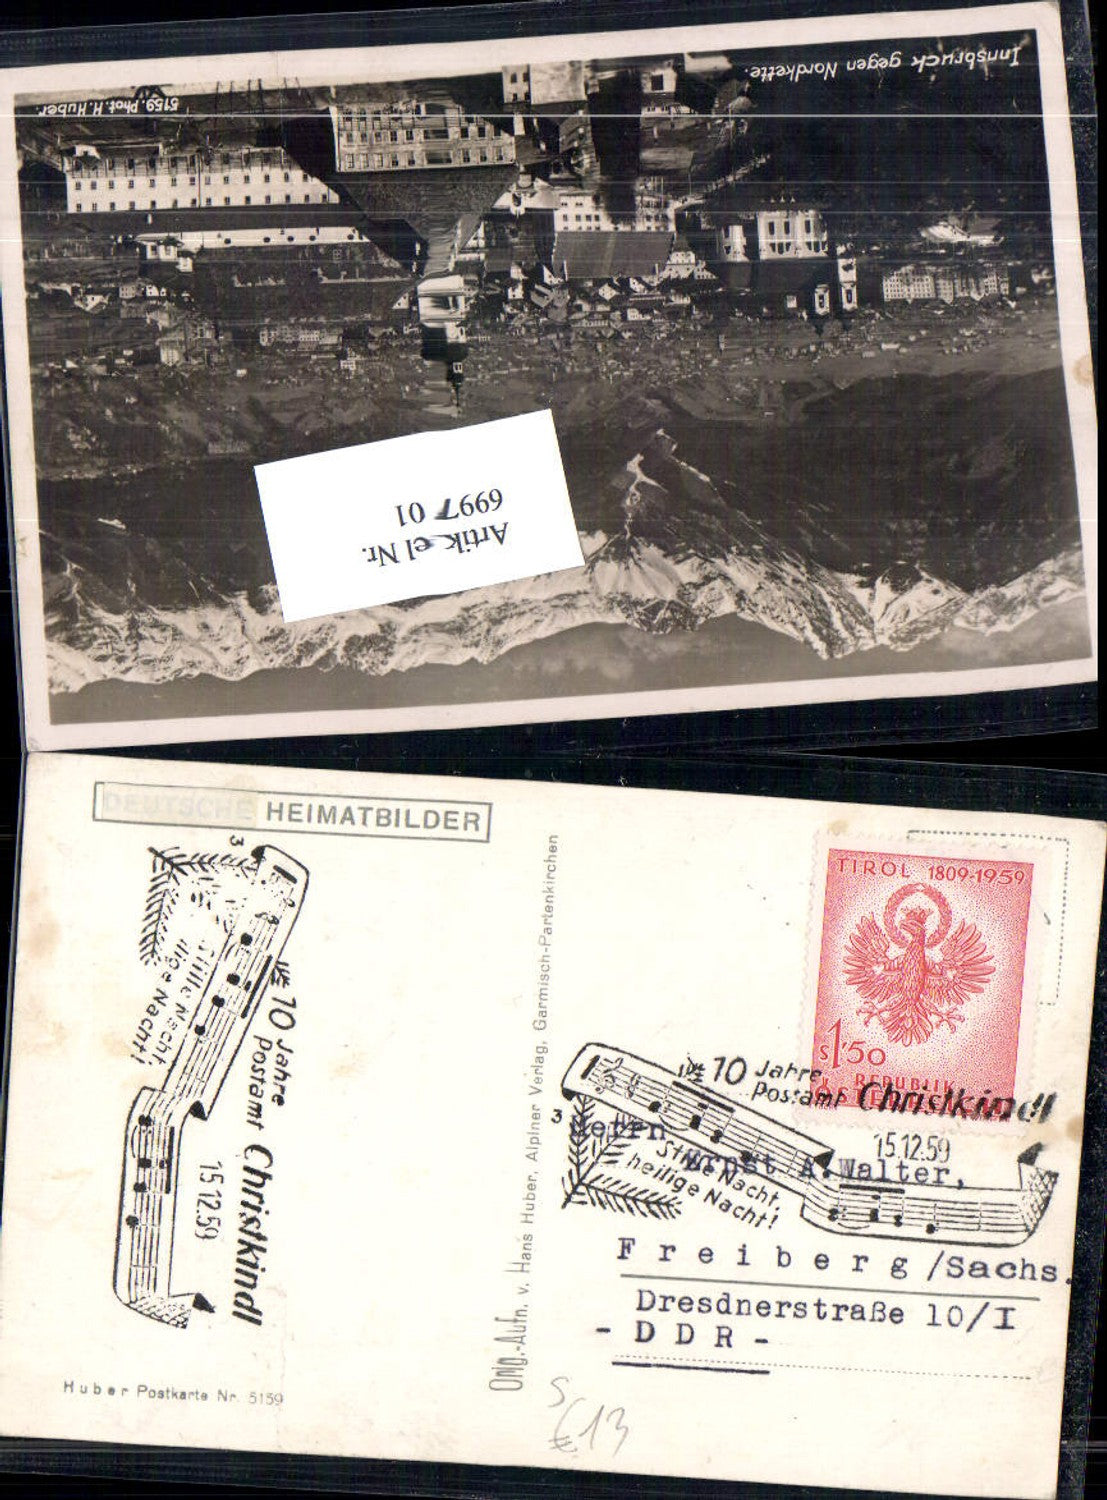 Innsbruck gegen Nordkette.
5159. Phot. H. Huber.
Artikel Nr.
6997 01
DEUTSCHE HEIMATBILDER
3
10 Jahre
Postamt Christkindl
15.12.59
Stille Nacht,
Nacht!
Orig.-Aufn. v. Hans Huber, Alpiner Verlag, Garmisch-Partenkirchen
Huber Postkarte Nr. 5159
TIROL 1809-1959
S 1'50
REPUBLIK
10 Jahre
Postamt Christkindl
15.12.59
3
Stille Nacht,
heilige Nacht!
Herrn
Ernst A. Walter,
Freiberg/Sachs.
Dresdnerstraße 10/I
- D D R -
€13